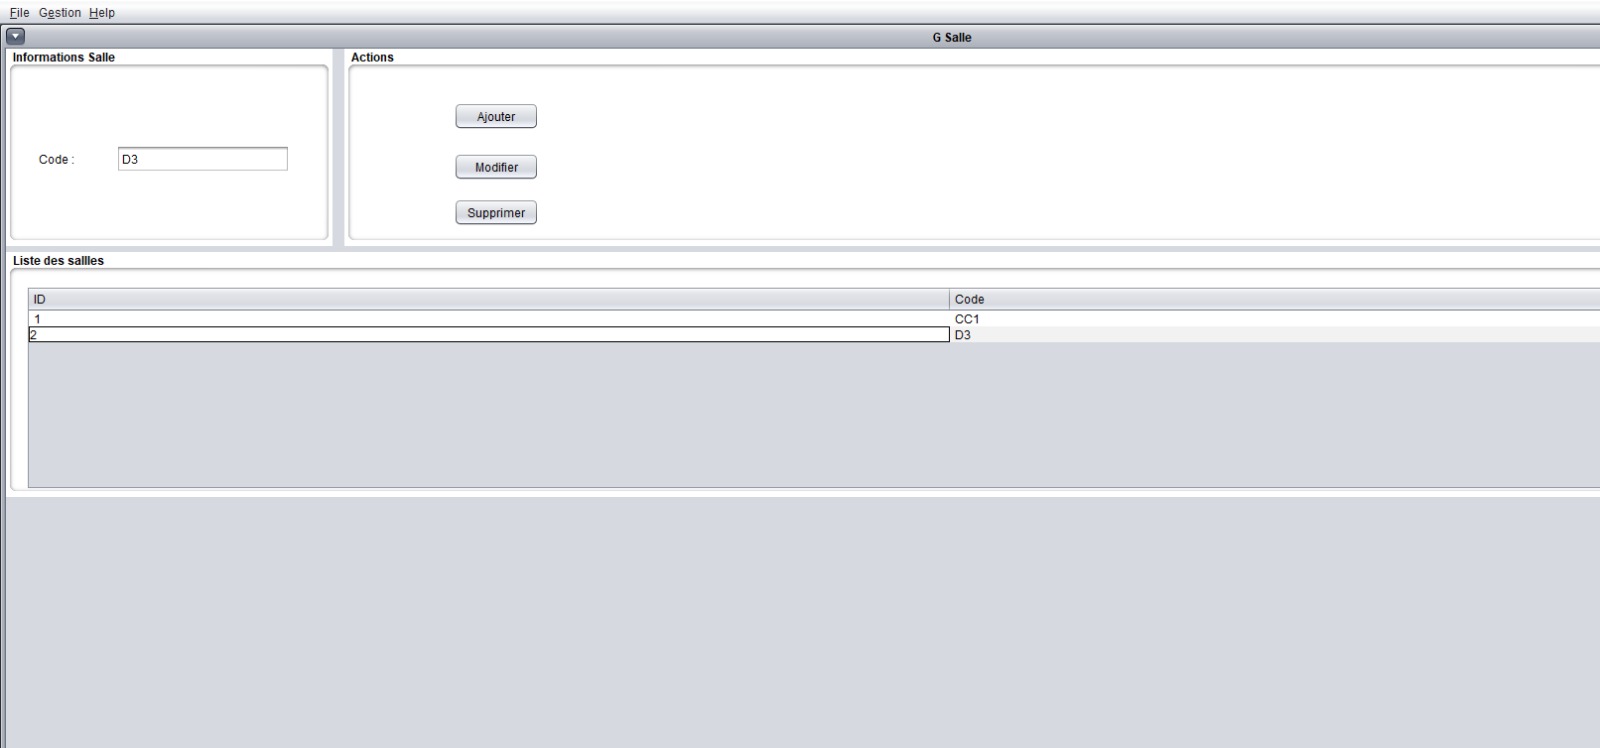 File Gestion Help
G Salle
Informations Salle
Actions
Code :
D3
Ajouter
Modifier
Supprimer
Liste des sallles
ID Code
1 CC1
2 D3